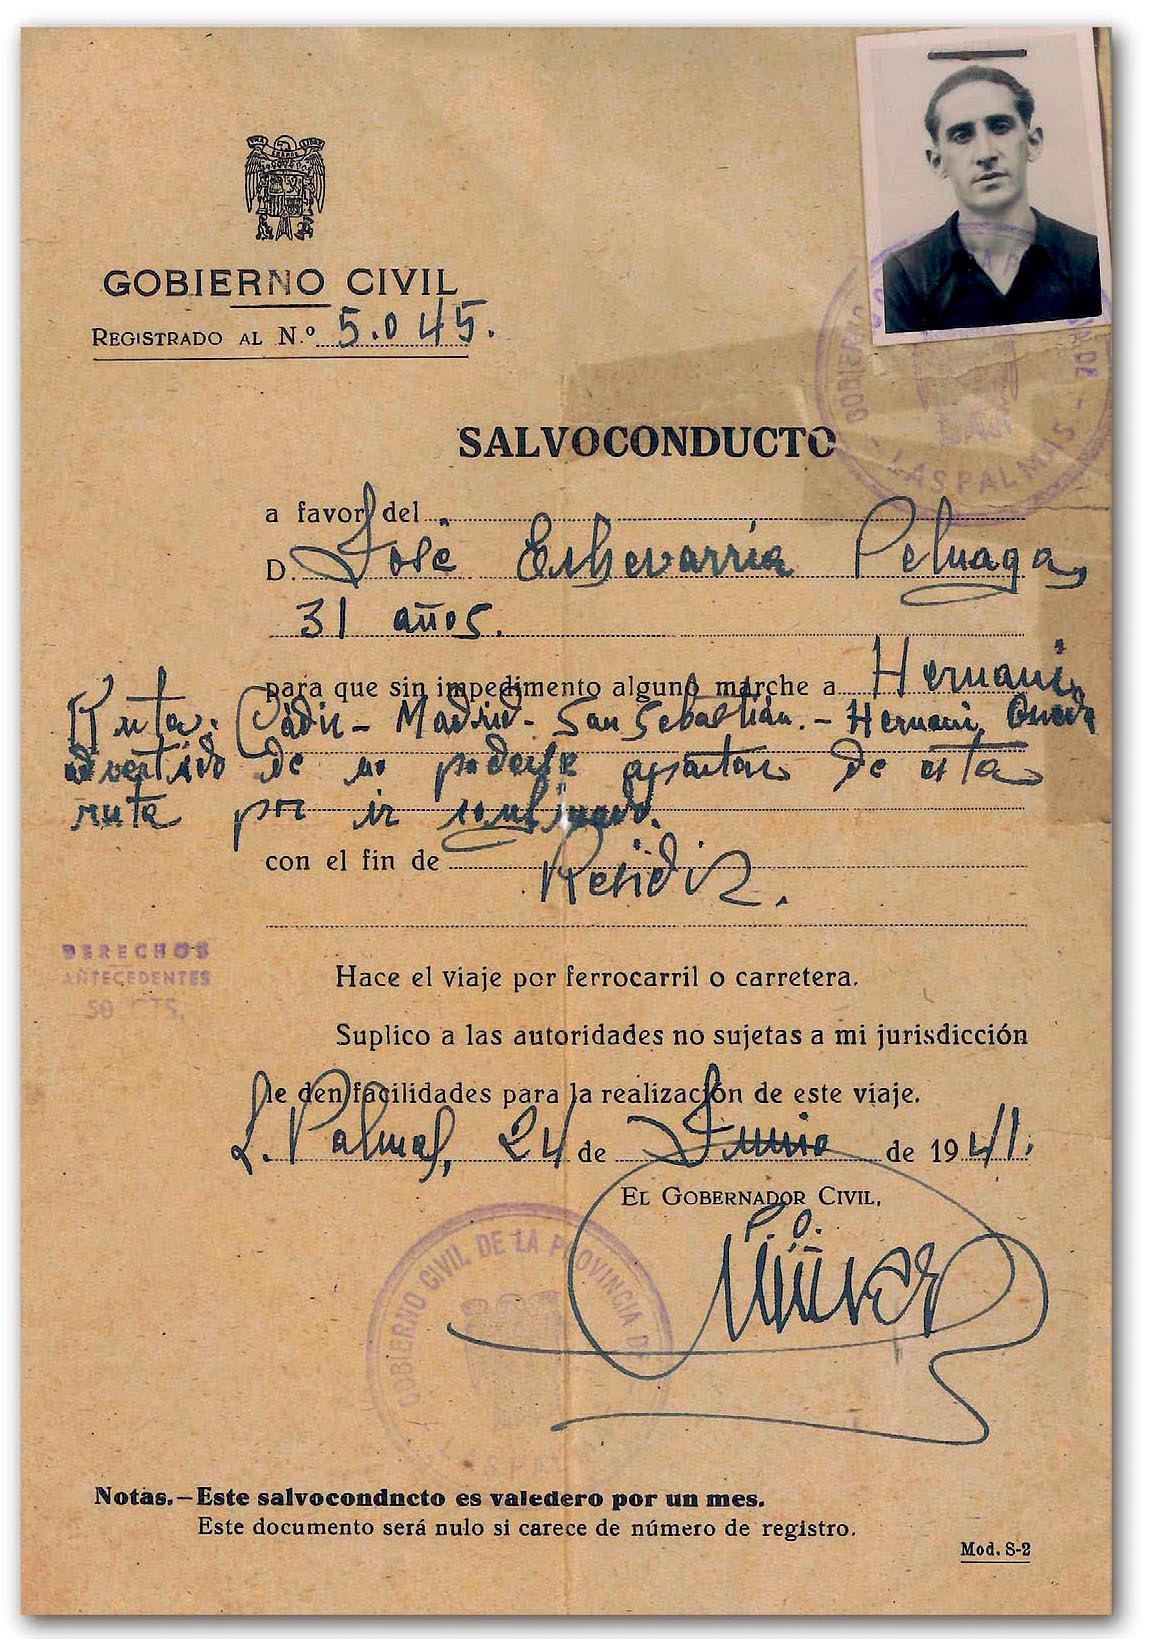 GOBIERNO CIVIL
REGISTRADO AL N.º 5.045.
GOBIERNO
LAS PALMAS
SALVOCONDUCTO
a favor del
D. José Echevarría Peluaga,
31 años.
para que sin impedimento alguno marche a Hernani,
Ruta: Cádiz - Madrid - San Sebastián. - Hernani, Queda
advertido de no poderse apartar de esta
ruta por ir confinado.
con el fin de Residir.
DERECHOS
ANTECEDENTES
50 CTS.
Hace el viaje por ferrocarril o carretera.
Suplico a las autoridades no sujetas a mi jurisdicción
le den facilidades para la realización de este viaje.
L. Palmas, 24 de Junio de 1941.
EL GOBERNADOR CIVIL,
P. O.
GOBIERNO CIVIL DE LA PROVINCIA DE
Notas.—Este salvoconducto es valedero por un mes.
Este documento será nulo si carece de número de registro.
Mod. S-2